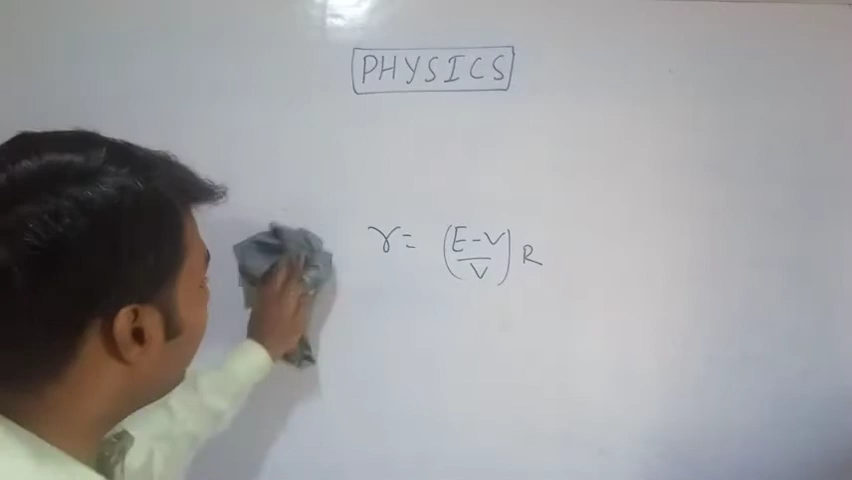 PHYSICS
r = (E-V/V) R